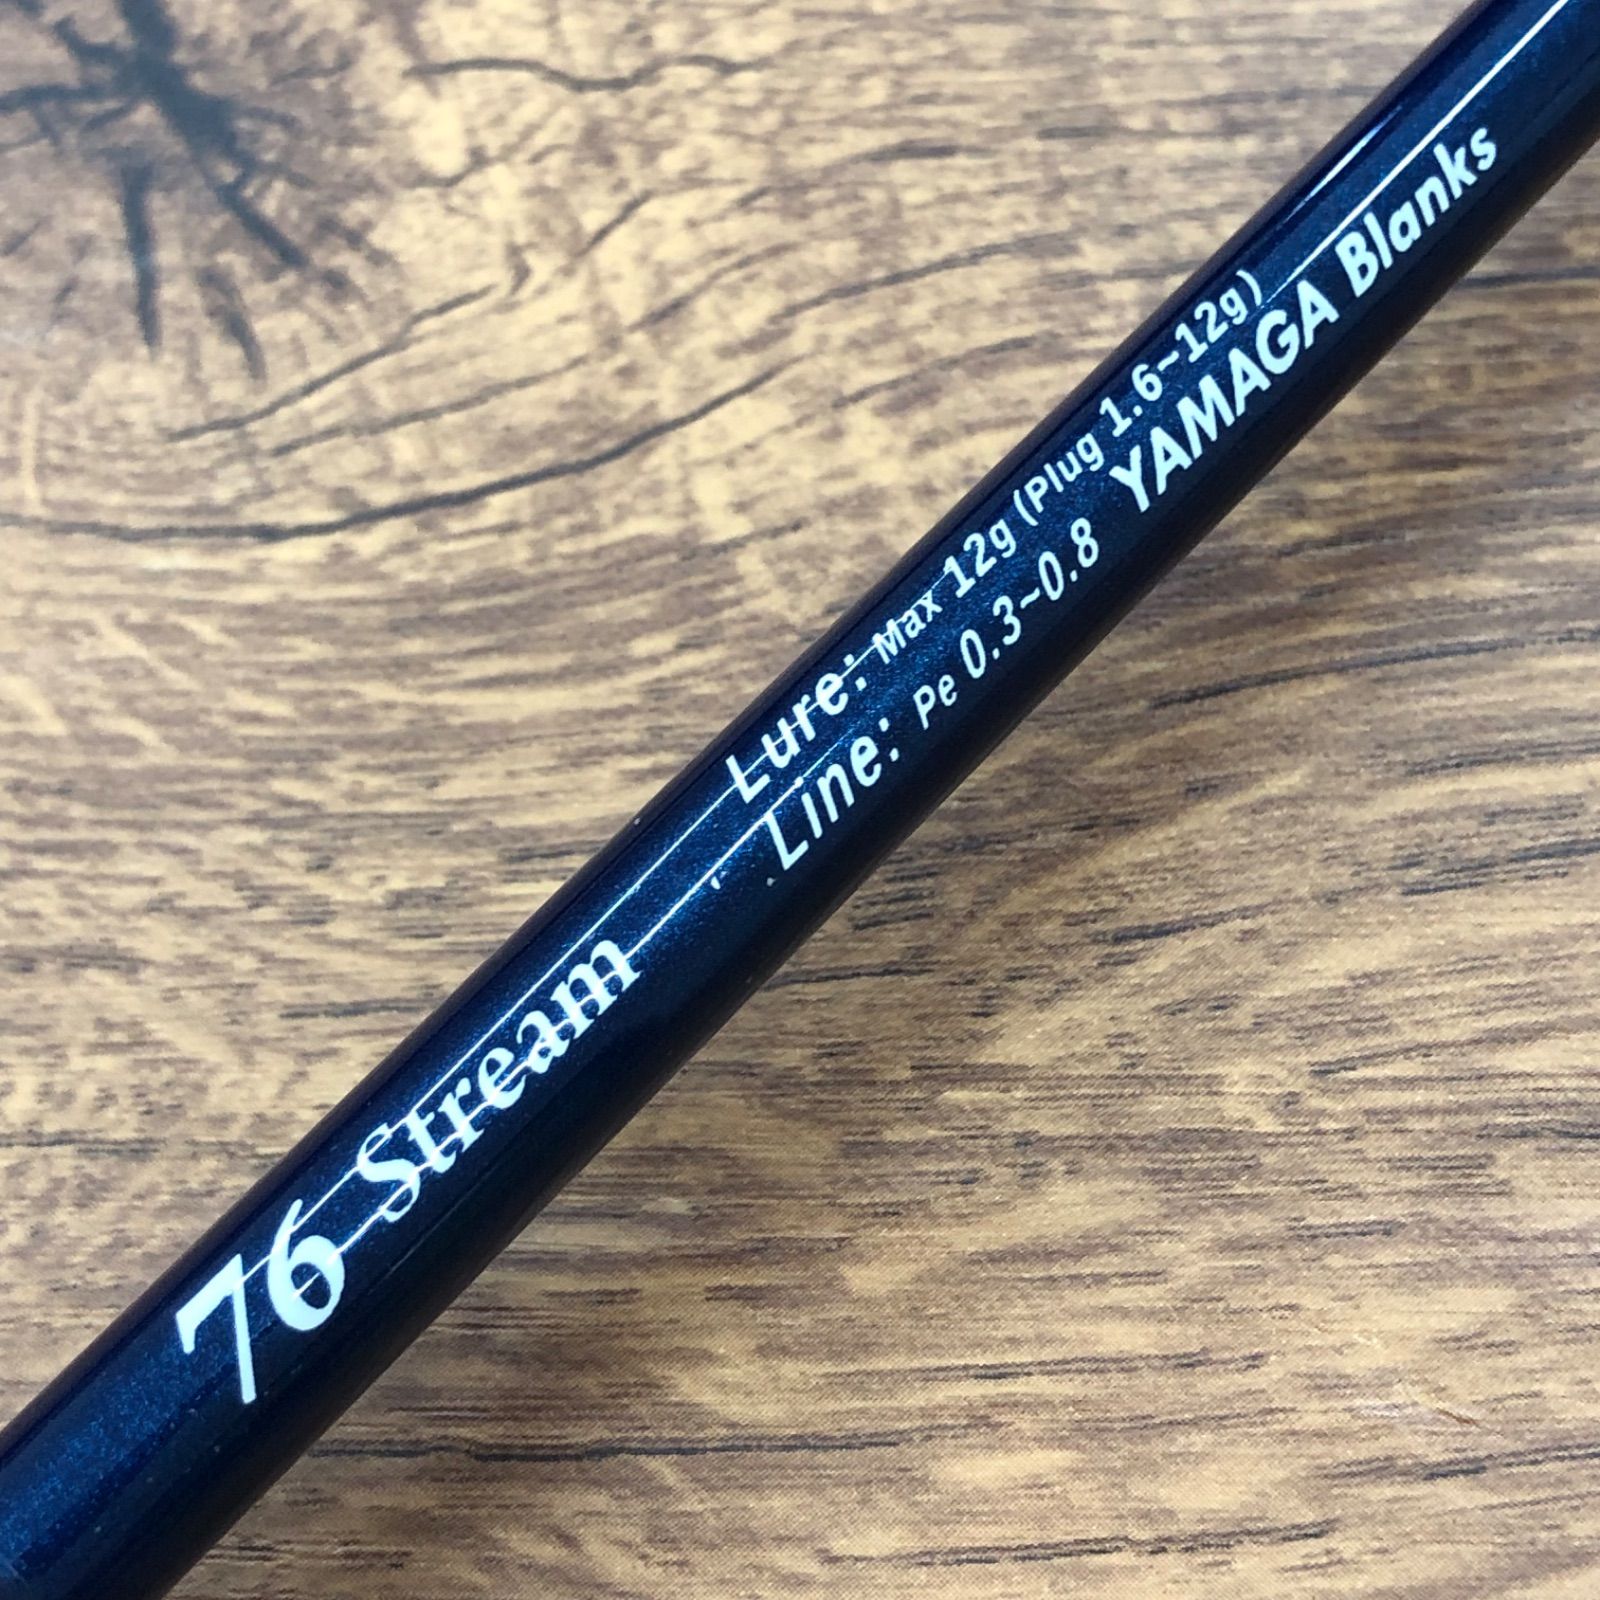 76 Stream
Lure: Max 12g (Plug 1.6~12g)
Line: Pe 0.3~0.8 YAMAGA Blanks